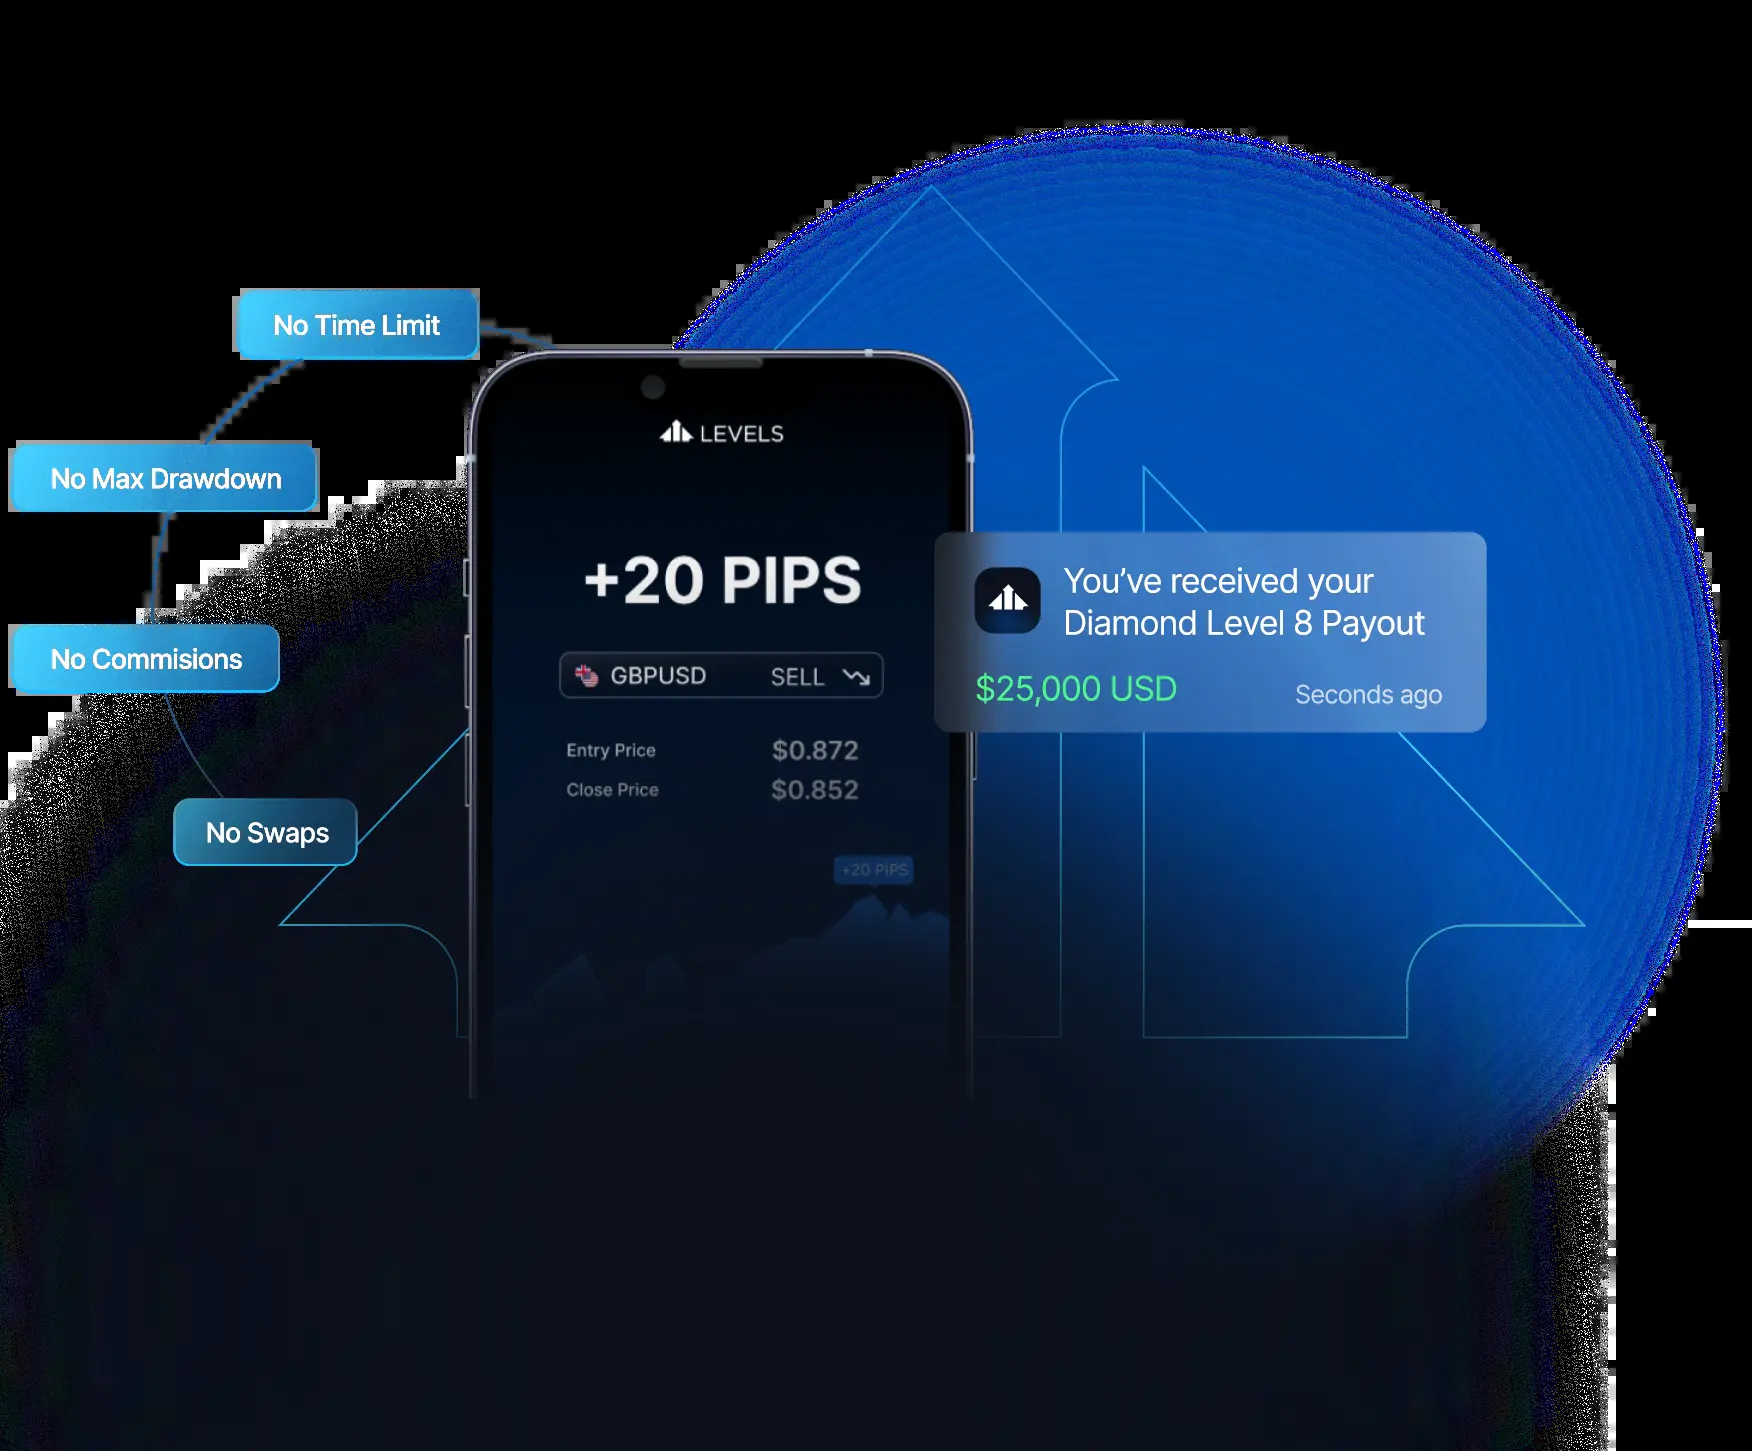 No Time Limit
No Max Drawdown
No Commisions
No Swaps
LEVELS
+20 PIPS
GBPUSD SELL
Entry Price $0.872
Close Price $0.852
+20 PIPS
You’ve received your
Diamond Level 8 Payout
$25,000 USD Seconds ago